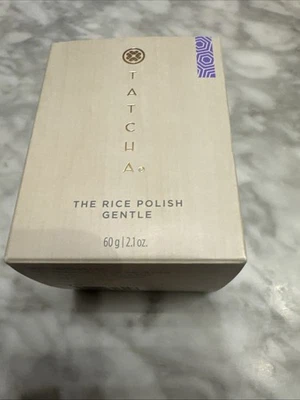 TATCHA
THE RICE POLISH
GENTLE
60 g | 2.1 oz.